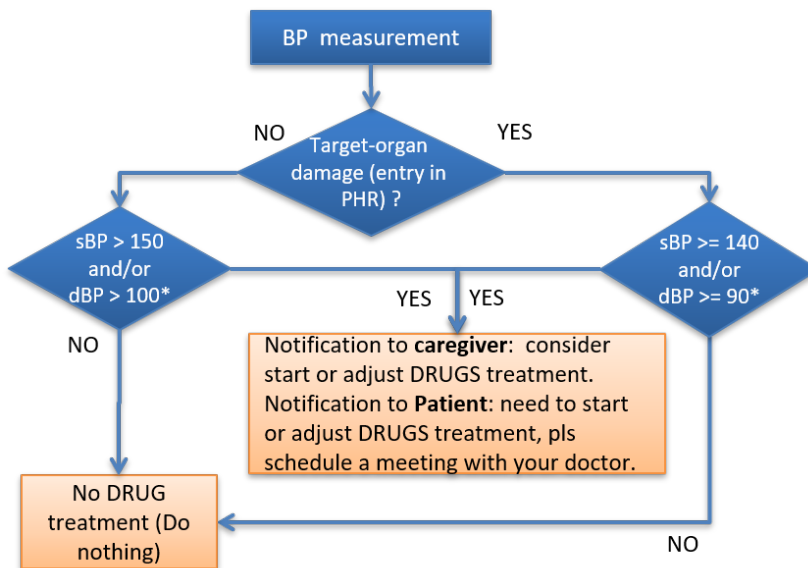 BP measurement
NO
YES
Target-organ
damage (entry in
PHR) ?
sBP > 150
and/or
dBP > 100*
sBP >= 140
and/or
dBP >= 90*
YES
YES
NO
Notification to caregiver: consider
start or adjust DRUGS treatment.
Notification to Patient: need to start
or adjust DRUGS treatment, pls
schedule a meeting with your doctor.
No DRUG
treatment (Do
nothing)
NO